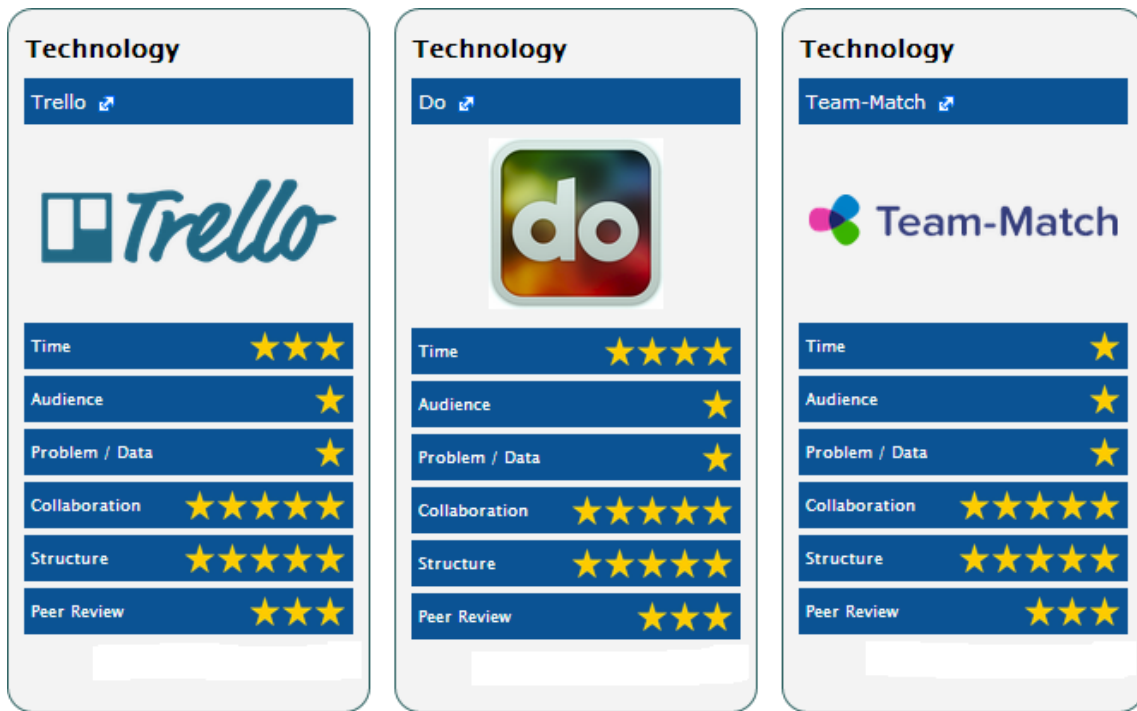 Technology
Trello
Trello
Time
Audience
Problem / Data
Collaboration
Structure
Peer Review
Technology
Do
do
Time
Audience
Problem / Data
Collaboration
Structure
Peer Review
Technology
Team-Match
Team-Match
Time
Audience
Problem / Data
Collaboration
Structure
Peer Review